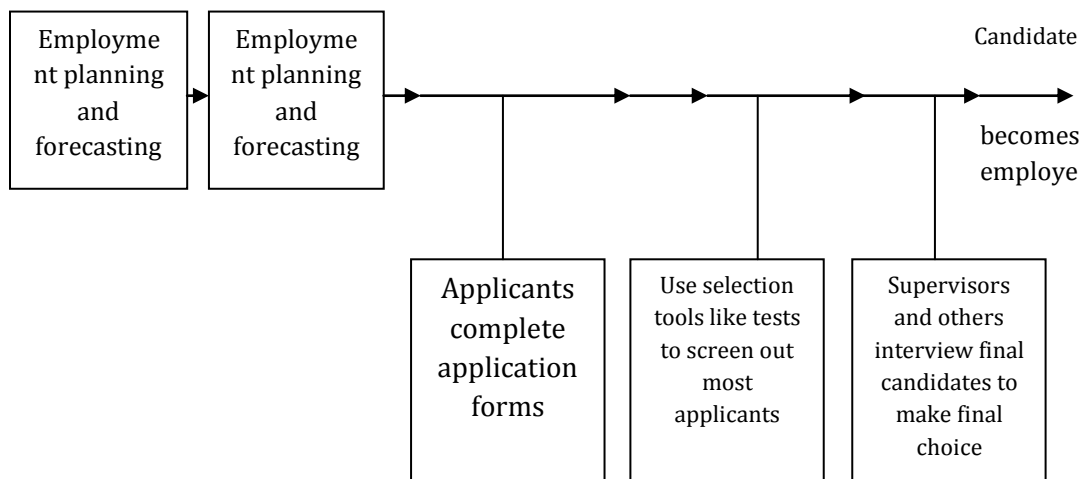 Employme
nt planning
and
forecasting
Employme
nt planning
and
forecasting
Candidate
becomes
employe
Applicants
complete
application
forms
Use selection
tools like tests
to screen out
most
applicants
Supervisors
and others
interview final
candidates to
make final
choice